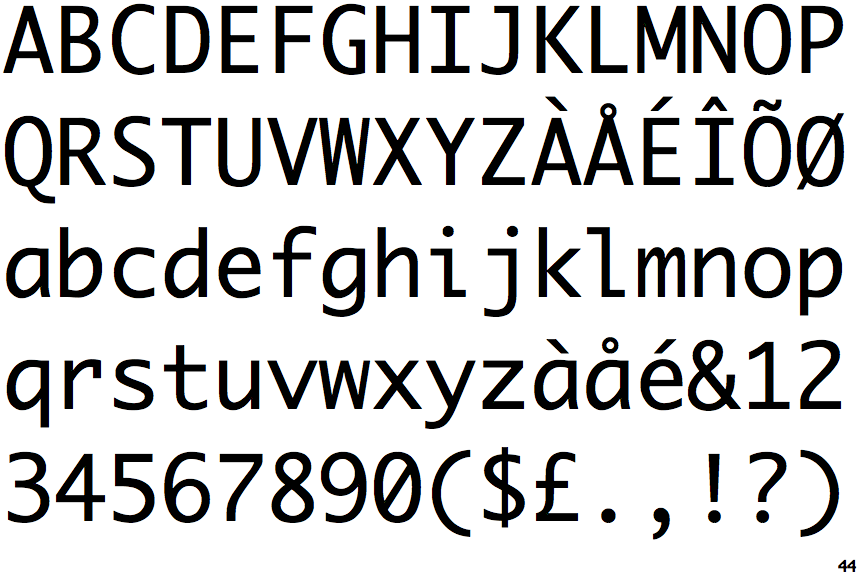 ABCDEFGHIJKLMNOP
QRSTUVWXYZÀÅÉÎÕØ
abcdefghijklmnop
qrstuvwxyzàåé&12
34567890($£.,!?)
44